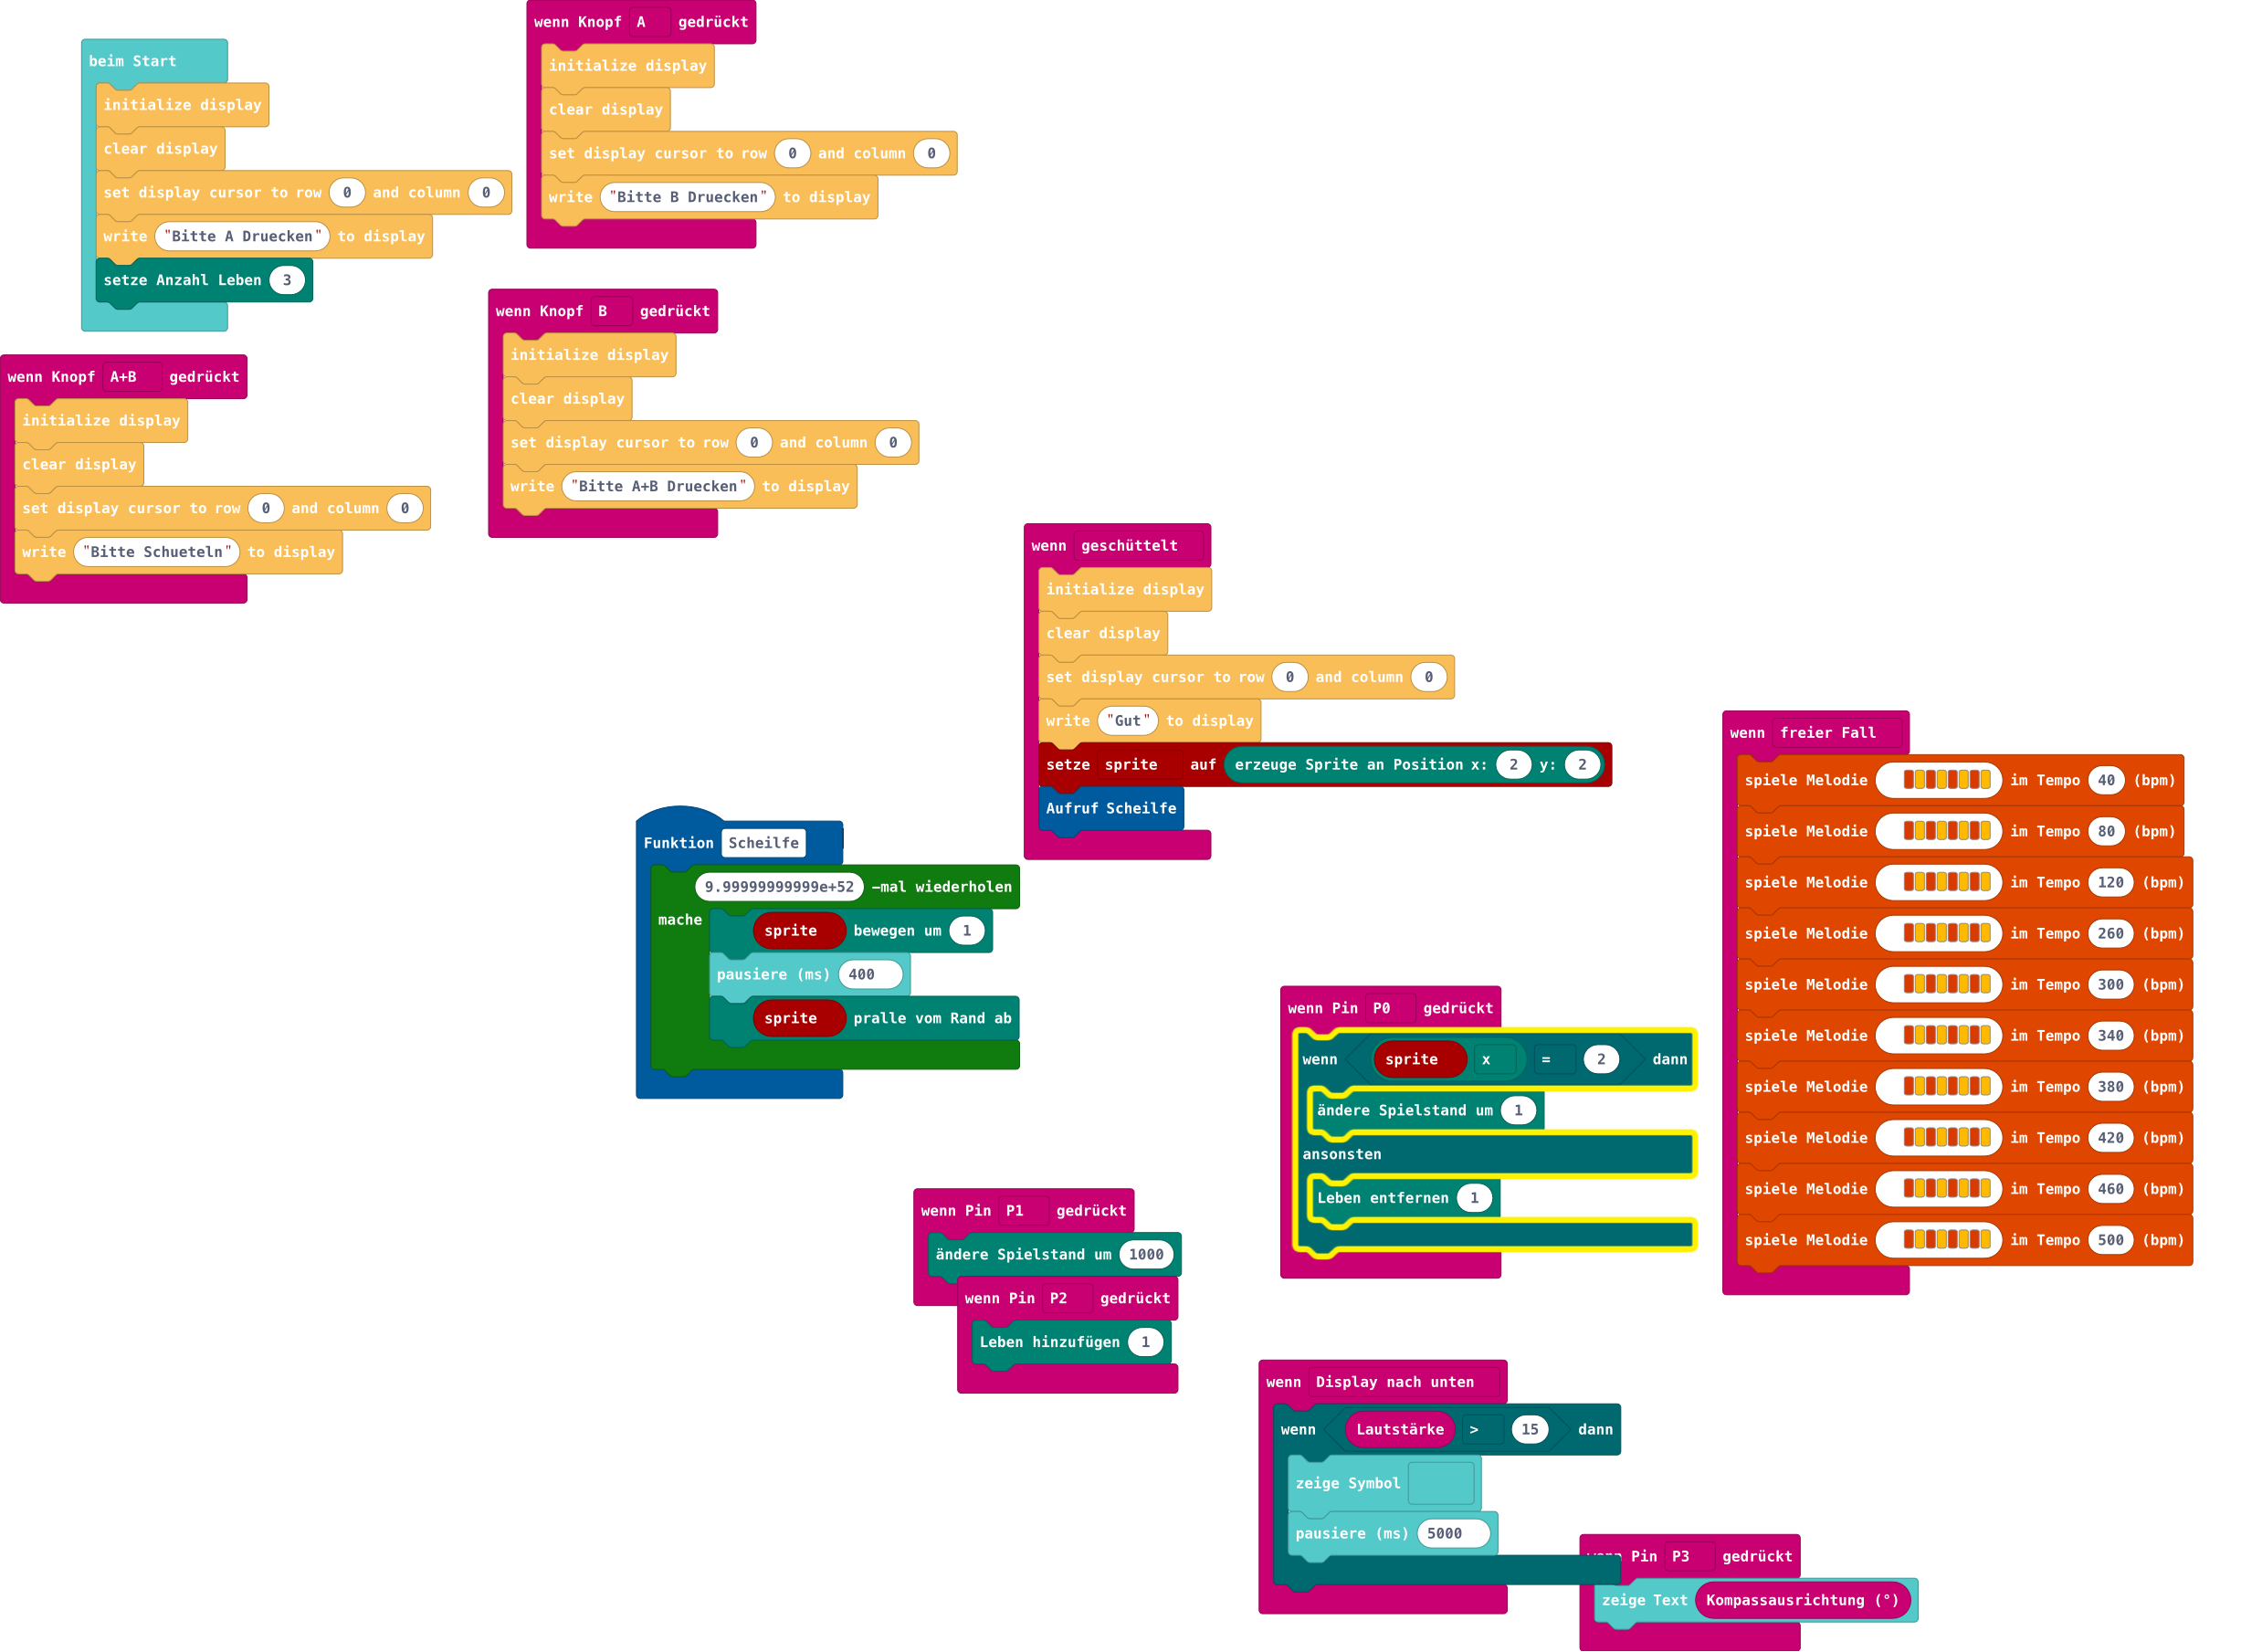 beim Start
initialize display
clear display
set display cursor to row 0 and column 0
write "Bitte A Druecken" to display
setze Anzahl Leben 3
wenn Knopf A gedrückt
initialize display
clear display
set display cursor to row 0 and column 0
write "Bitte B Druecken" to display
wenn Knopf A+B gedrückt
initialize display
clear display
set display cursor to row 0 and column 0
write "Bitte Schueteln" to display
wenn Knopf B gedrückt
initialize display
clear display
set display cursor to row 0 and column 0
write "Bitte A+B Druecken" to display
wenn geschüttelt
initialize display
clear display
set display cursor to row 0 and column 0
write "Gut" to display
setze sprite auf erzeuge Sprite an Position x: 2 y: 2
Aufruf Scheilfe
Funktion Scheilfe
9.99999999999e+52 -mal wiederholen
mache
sprite bewegen um 1
pausiere (ms) 400
sprite pralle vom Rand ab
wenn freier Fall
spiele Melodie im Tempo 40 (bpm)
spiele Melodie im Tempo 80 (bpm)
spiele Melodie im Tempo 120 (bpm)
spiele Melodie im Tempo 260 (bpm)
spiele Melodie im Tempo 300 (bpm)
spiele Melodie im Tempo 340 (bpm)
spiele Melodie im Tempo 380 (bpm)
spiele Melodie im Tempo 420 (bpm)
spiele Melodie im Tempo 460 (bpm)
spiele Melodie im Tempo 500 (bpm)
wenn Pin P0 gedrückt
wenn sprite x = 2 dann
ändere Spielstand um 1
ansonsten
Leben entfernen 1
wenn Pin P1 gedrückt
ändere Spielstand um 1000
wenn Pin P2 gedrückt
Leben hinzufügen 1
wenn Display nach unten
wenn Lautstärke > 15 dann
zeige Symbol
pausiere (ms) 5000
Pin P3 gedrückt
zeige Text Kompassausrichtung (°)